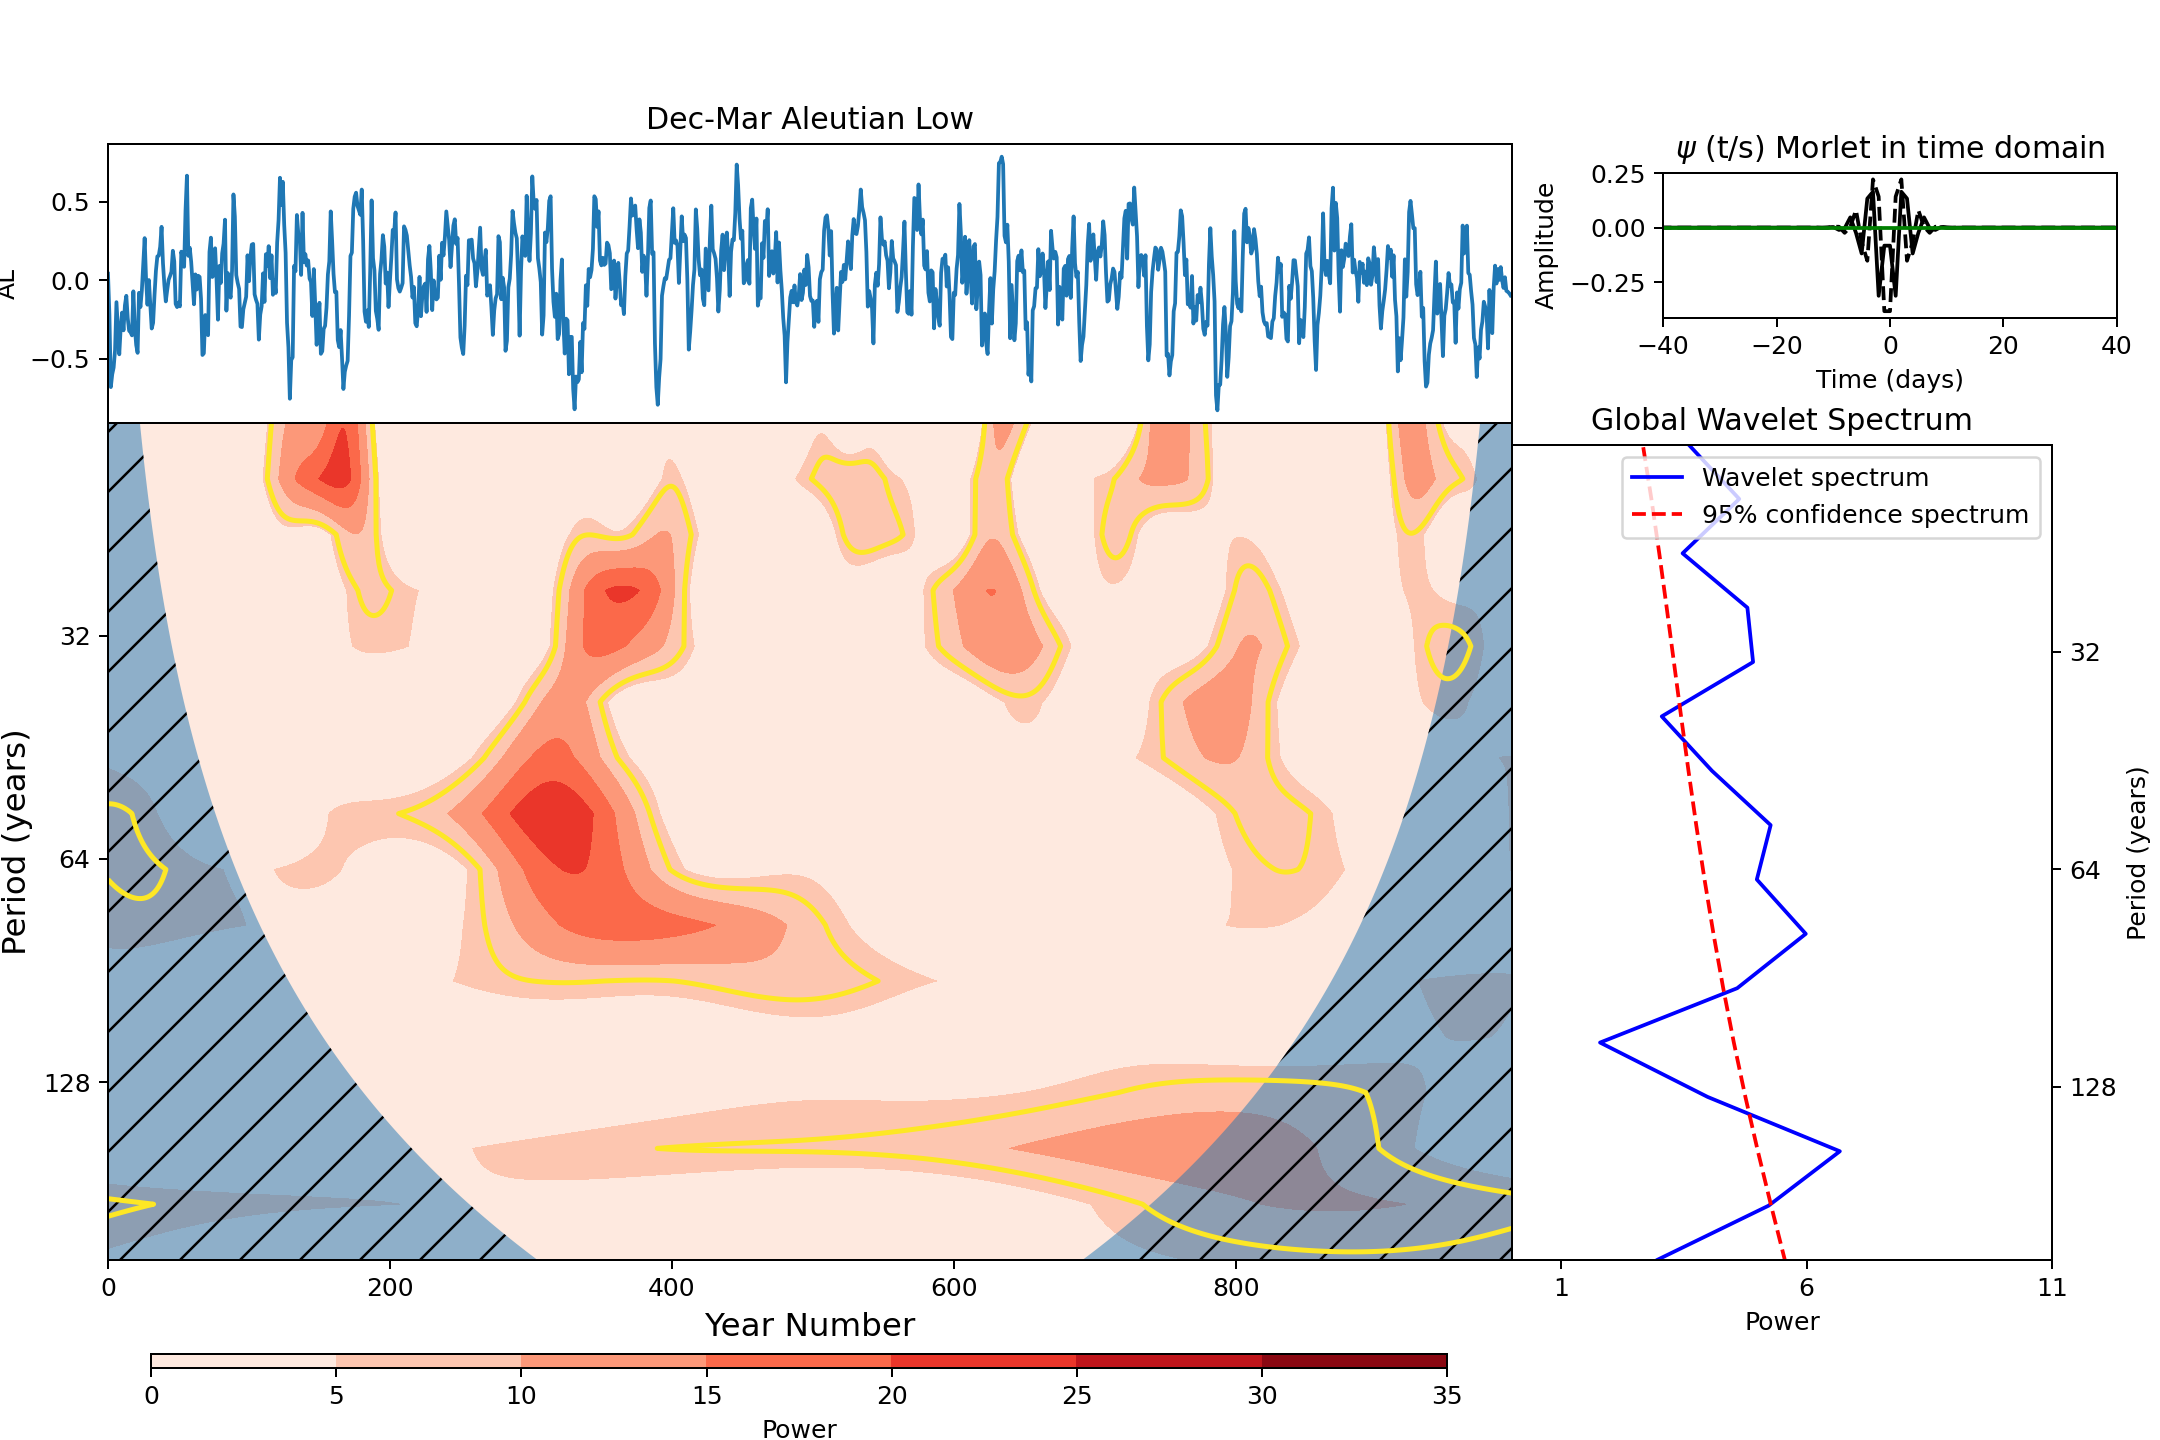 Dec-Mar Aleutian Low
AL
0.5
0.0
−0.5
ψ (t/s) Morlet in time domain
Amplitude
0.25
0.00
−0.25
−40 −20 0 20 40
Time (days)
Global Wavelet Spectrum
Wavelet spectrum
95% confidence spectrum
Period (years)
32
64
128
0 200 400 600 800
Year Number
32
64
128
Period (years)
1 6 11
Power
0 5 10 15 20 25 30 35
Power